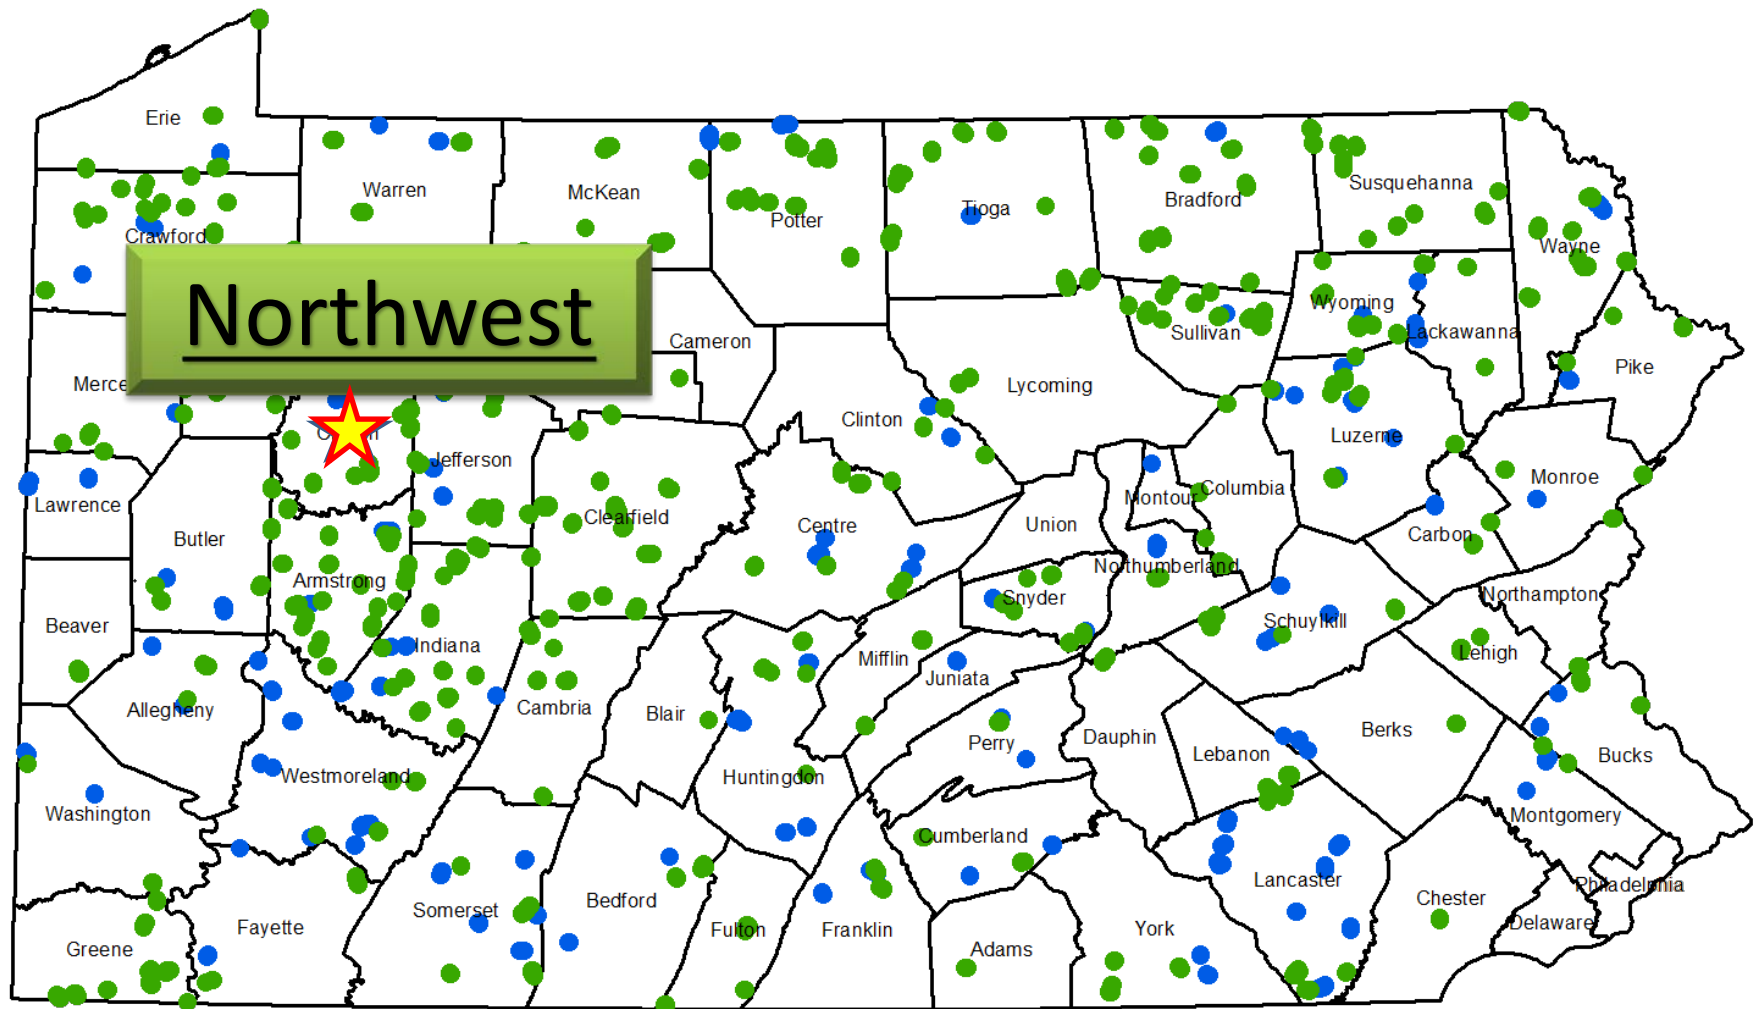 Erie
Warren
McKean
Potter
Tioga
Bradford
Susquehanna
Wayne
Crawford
Northwest
Cameron
Sullivan
Wyoming
Lackawanna
Pike
Merce
Lycoming
Clinton
Luzerne
Jefferson
Lawrence
Clearfield
Centre
Union
Montour
Columbia
Monroe
Carbon
Butler
Armstrong
Northumberland
Snyder
Northampton
Beaver
Indiana
Schuylkill
Mifflin
Juniata
Lehigh
Allegheny
Cambria
Blair
Perry
Dauphin
Lebanon
Berks
Bucks
Westmoreland
Huntingdon
Washington
Cumberland
Montgomery
Lancaster
Philadelphia
Chester
Delaware
Somerset
Bedford
Fulton
Franklin
York
Fayette
Greene
Adams